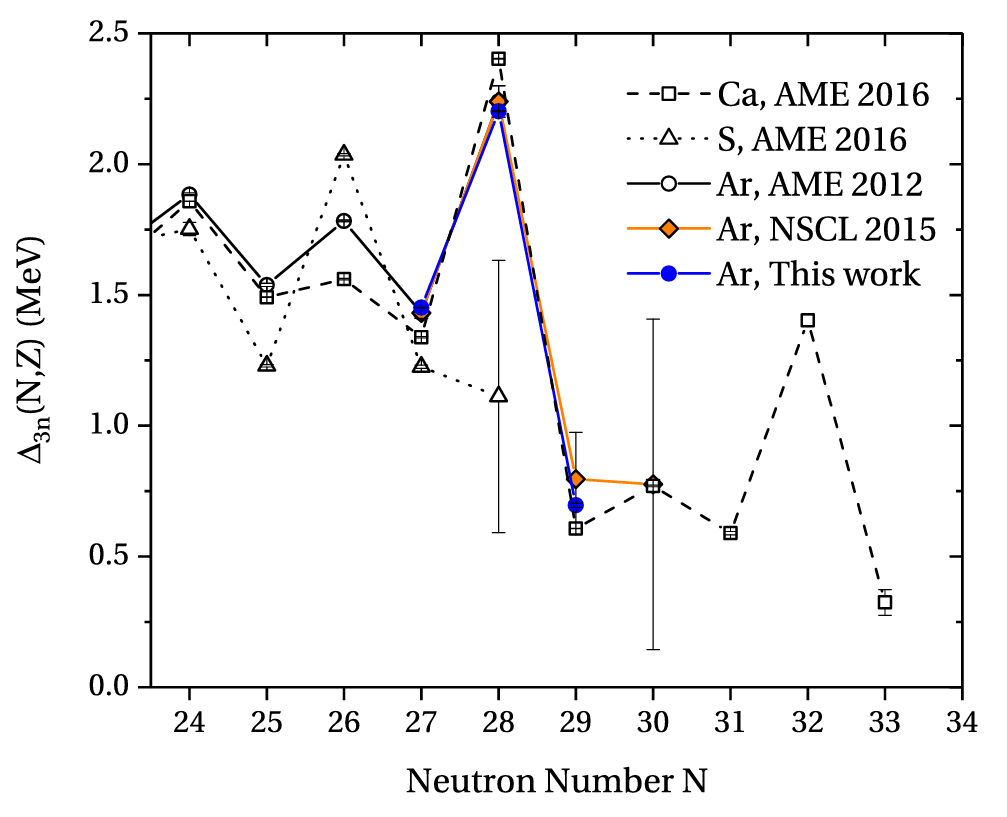 2.5
2.0
1.5
1.0
0.5
0.0
Δ3n(N,Z) (MeV)
Ca, AME 2016
S, AME 2016
Ar, AME 2012
Ar, NSCL 2015
Ar, This work
24 25 26 27 28 29 30 31 32 33 34
Neutron Number N